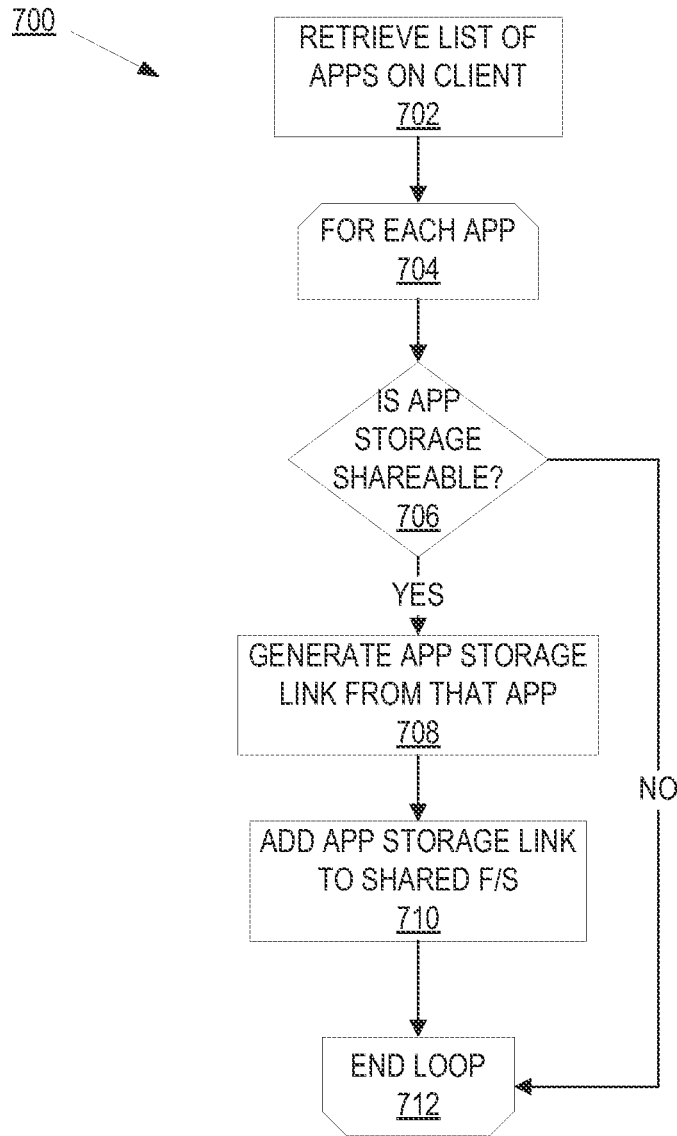 700
RETRIEVE LIST OF
APPS ON CLIENT
702
FOR EACH APP
704
IS APP
STORAGE
SHAREABLE?
706
YES
GENERATE APP STORAGE
LINK FROM THAT APP
708
NO
ADD APP STORAGE LINK
TO SHARED F/S
710
END LOOP
712